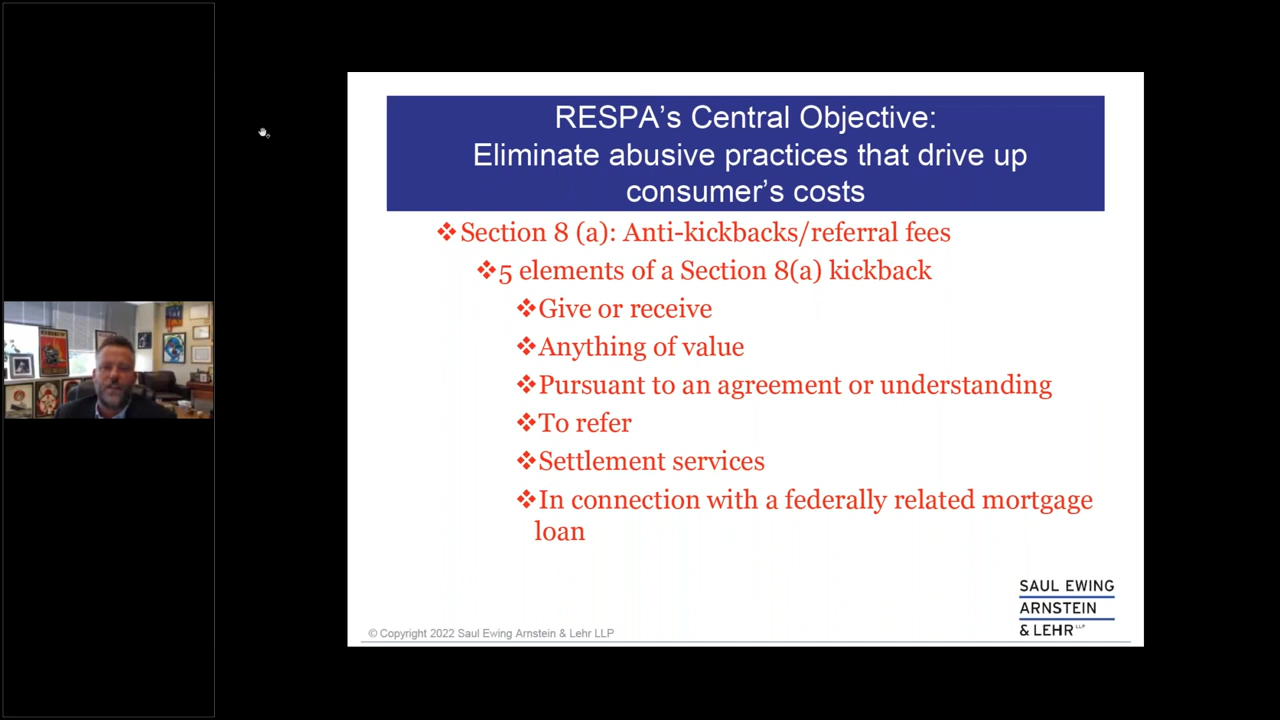 RESPA's Central Objective:
Eliminate abusive practices that drive up
consumer's costs
❖Section 8 (a): Anti-kickbacks/referral fees
❖5 elements of a Section 8(a) kickback
❖Give or receive
❖Anything of value
❖Pursuant to an agreement or understanding
❖To refer
❖Settlement services
❖In connection with a federally related mortgage
loan
SAUL EWING
ARNSTEIN
& LEHR LLP
© Copyright 2022 Saul Ewing Arnstein & Lehr LLP